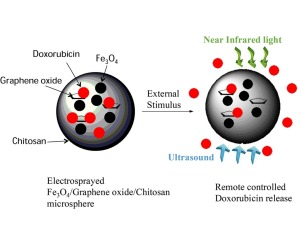 Doxorubicin
Fe3O4
Graphene oxide
Chitosan
Electrosprayed
Fe3O4/Graphene oxide/Chitosan
microsphere
External
Stimulus
Near Infrared light
Ultrasound
Remote controlled
Doxorubicin release